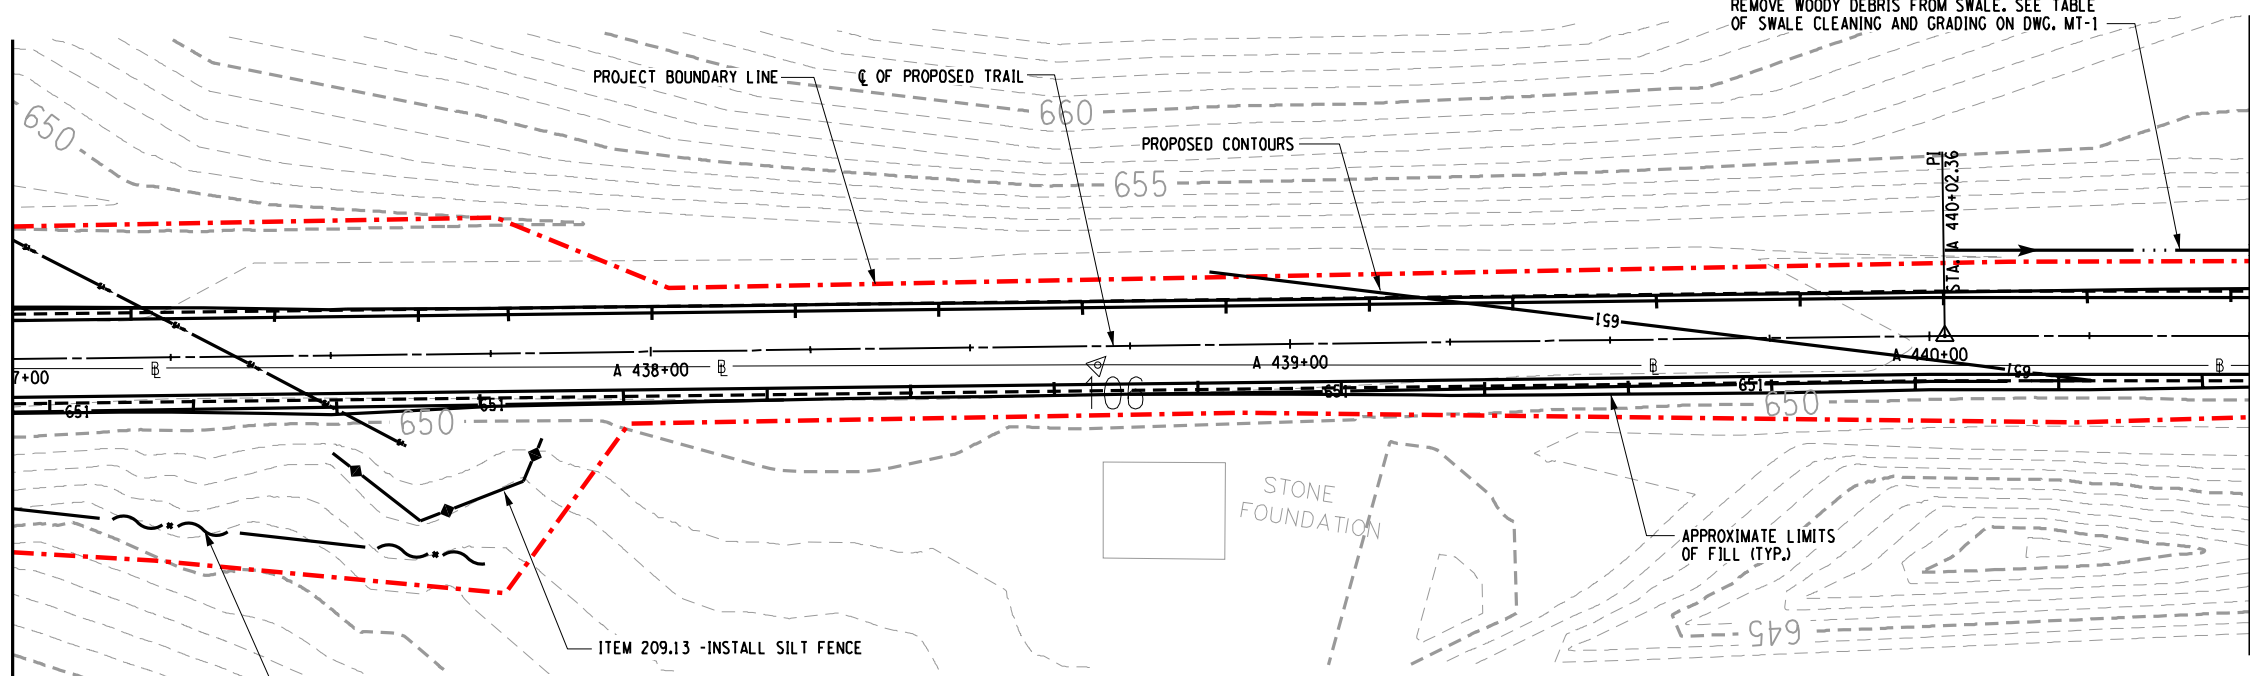 REMOVE WOODY DEBRIS FROM SWALE. SEE TABLE
OF SWALE CLEANING AND GRADING ON DWG. MT-1
PROJECT BOUNDARY LINE
℄ OF PROPOSED TRAIL
650
660
PROPOSED CONTOURS
655
PI
STA. A 440+02.36
651
7+00
℔
A 438+00
℔
A 439+00
℔
A 440+00
651
℔
651
651
106
651
651
650
650
STONE
FOUNDATION
APPROXIMATE LIMITS
OF FILL (TYP.)
645
ITEM 209.13 -INSTALL SILT FENCE